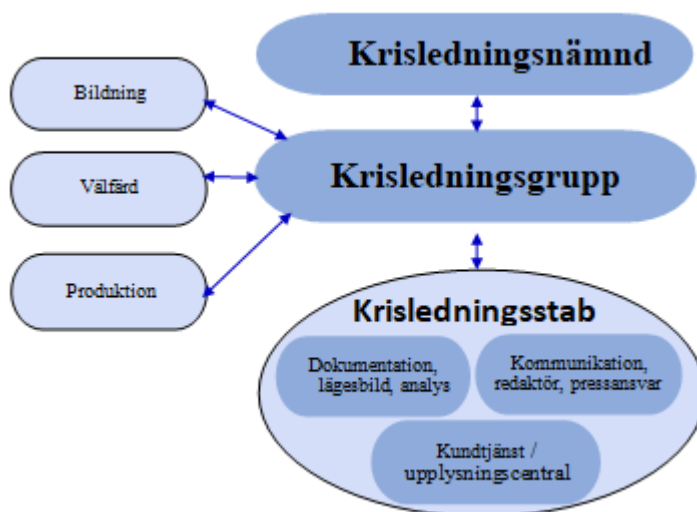 Krisledningsnämnd
Bildning
Krisledningsgrupp
Välfärd
Produktion
Krisledningsstab
Dokumentation,
lägesbild, analys
Kommunikation,
redaktör, pressansvar
Kundtjänst /
upplysningscentral